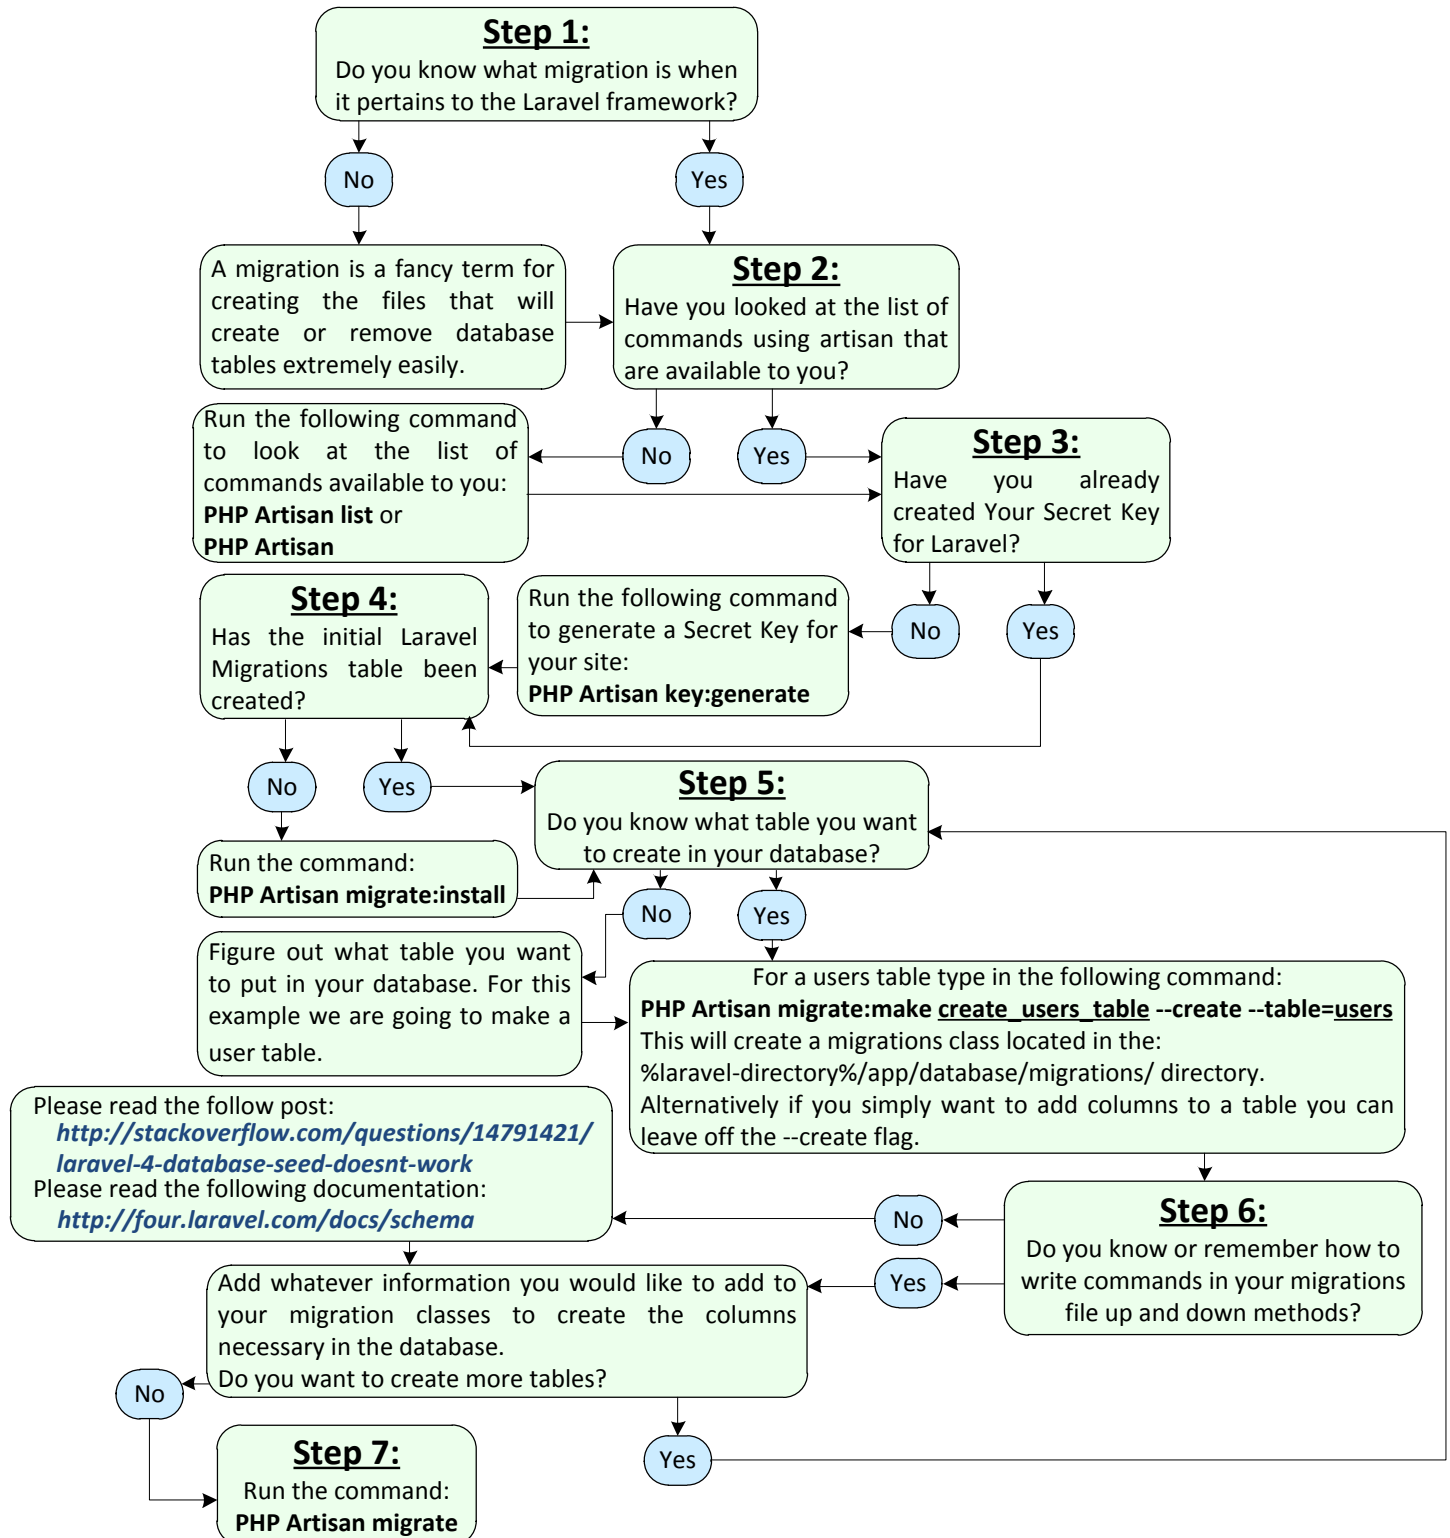 Step 1:
Do you know what migration is when
it pertains to the Laravel framework?
No
Yes
A migration is a fancy term for
creating the files that will
create or remove database
tables extremely easily.
Step 2:
Have you looked at the list of
commands using artisan that
are available to you?
No
Yes
Run the following command
to look at the list of
commands available to you:
PHP Artisan list or
PHP Artisan
Step 3:
Have you already
created Your Secret Key
for Laravel?
No
Yes
Run the following command
to generate a Secret Key for
your site:
PHP Artisan key:generate
Step 4:
Has the initial Laravel
Migrations table been
created?
No
Yes
Run the command:
PHP Artisan migrate:install
Step 5:
Do you know what table you want
to create in your database?
No
Yes
Figure out what table you want
to put in your database. For this
example we are going to make a
user table.
For a users table type in the following command:
PHP Artisan migrate:make create_users_table --create --table=users
This will create a migrations class located in the:
%laravel-directory%/app/database/migrations/ directory.
Alternatively if you simply want to add columns to a table you can
leave off the --create flag.
Step 6:
Do you know or remember how to
write commands in your migrations
file up and down methods?
No
Yes
Please read the follow post:
http://stackoverflow.com/questions/14791421/
laravel-4-database-seed-doesnt-work
Please read the following documentation:
http://four.laravel.com/docs/schema
Add whatever information you would like to add to
your migration classes to create the columns
necessary in the database.
Do you want to create more tables?
No
Yes
Step 7:
Run the command:
PHP Artisan migrate